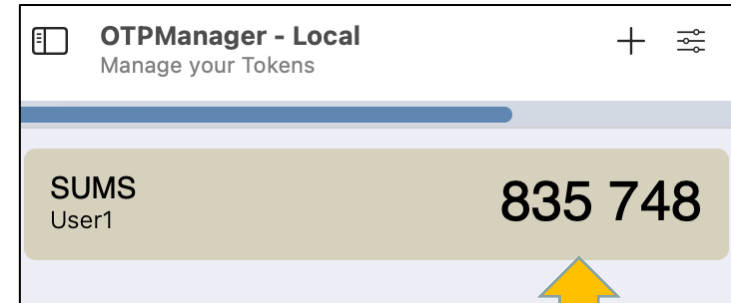 OTPManager - Local
Manage your Tokens
SUMS
User1
835 748